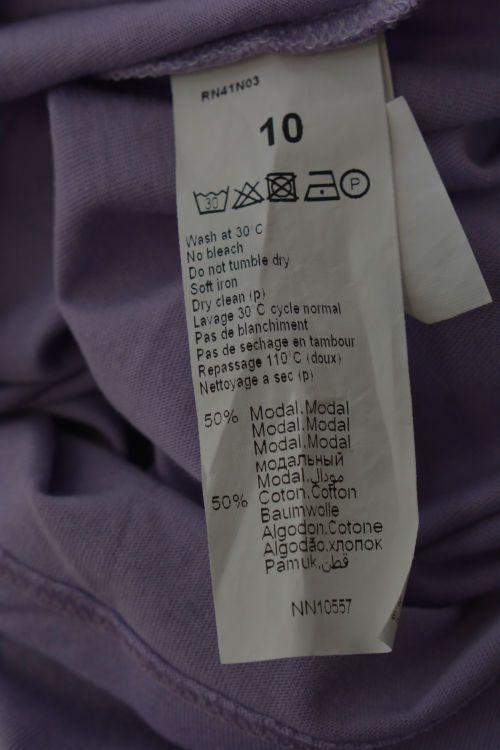 RN41N03
10
30 P
Wash at 30°C
No bleach
Do not tumble dry
Soft iron
Dry clean (p)
Lavage 30°C cycle normal
Pas de blanchiment
Pas de sechage en tambour
Repassage 110°C (doux)
Nettoyage a sec (p)
50% Modal.Modal
Modal.Modal
Modal.Modal
модальный
Modal.مودال
50% Coton.Cotton
Baumwolle
Algodon.Cotone
Algodão.хлопок
Pamuk.قطن
NN10557